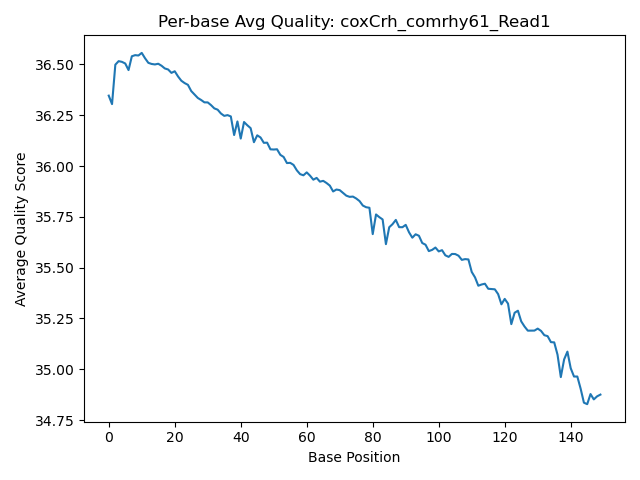 Per-base Avg Quality: coxCrh_comrhy61_Read1
Average Quality Score
36.50
36.25
36.00
35.75
35.50
35.25
35.00
34.75
0 20 40 60 80 100 120 140
Base Position